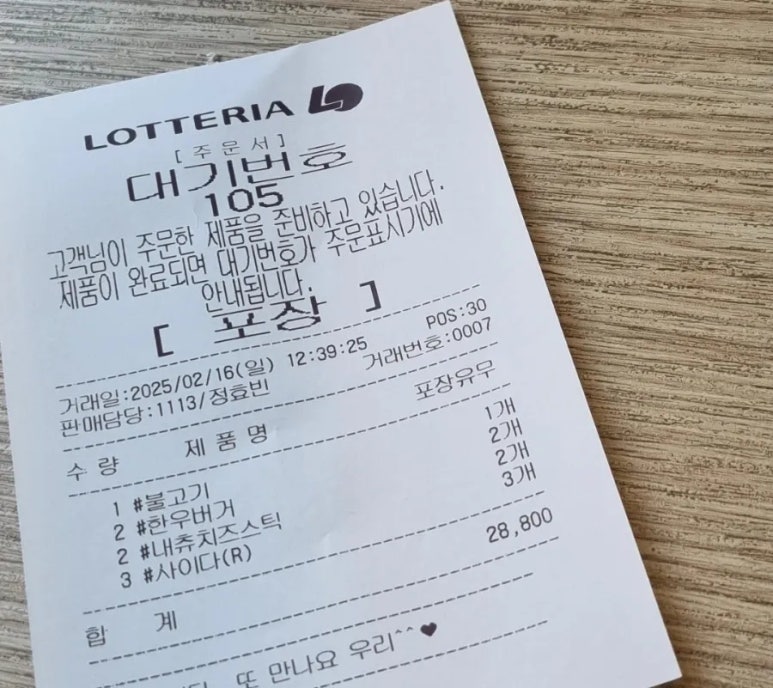 LOTTERIA
[주문서]
대기번호
105
고객님이 주문한 제품을 준비하고 있습니다.
제품이 완료되면 대기번호가 주문표시기에
안내됩니다.
[ 포장 ]
POS:30
거래일:2025/02/16(일) 12:39:25 거래번호:0007
판매담당:1113/정효빈
수량 제품명 포장유무
1 #불고기 1개
2 #한우버거 2개
2 #내츄치즈스틱 2개
3 #사이다(R) 3개
합 계 28,800
또 만나요 우리^^♥